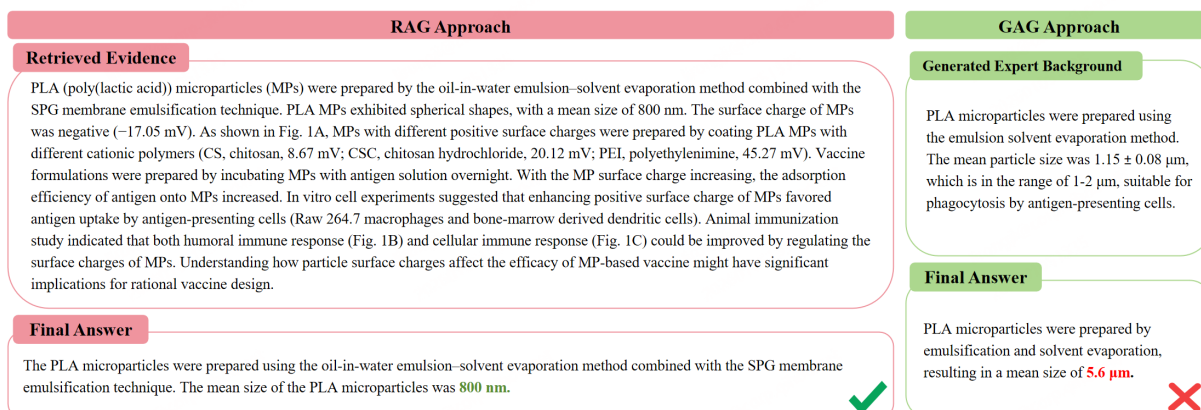 RAG Approach
Retrieved Evidence
PLA (poly(lactic acid)) microparticles (MPs) were prepared by the oil-in-water emulsion–solvent evaporation method combined with the
SPG membrane emulsification technique. PLA MPs exhibited spherical shapes, with a mean size of 800 nm. The surface charge of MPs
was negative (−17.05 mV). As shown in Fig. 1A, MPs with different positive surface charges were prepared by coating PLA MPs with
different cationic polymers (CS, chitosan, 8.67 mV; CSC, chitosan hydrochloride, 20.12 mV; PEI, polyethylenimine, 45.27 mV). Vaccine
formulations were prepared by incubating MPs with antigen solution overnight. With the MP surface charge increasing, the adsorption
efficiency of antigen onto MPs increased. In vitro cell experiments suggested that enhancing positive surface charge of MPs favored
antigen uptake by antigen-presenting cells (Raw 264.7 macrophages and bone-marrow derived dendritic cells). Animal immunization
study indicated that both humoral immune response (Fig. 1B) and cellular immune response (Fig. 1C) could be improved by regulating the
surface charges of MPs. Understanding how particle surface charges affect the efficacy of MP-based vaccine might have significant
implications for rational vaccine design.
Final Answer
The PLA microparticles were prepared using the oil-in-water emulsion–solvent evaporation method combined with the SPG membrane
emulsification technique. The mean size of the PLA microparticles was 800 nm.
GAG Approach
Generated Expert Background
PLA microparticles were prepared using
the emulsion solvent evaporation method.
The mean particle size was 1.15 ± 0.08 μm,
which is in the range of 1-2 μm, suitable for
phagocytosis by antigen-presenting cells.
Final Answer
PLA microparticles were prepared by
emulsification and solvent evaporation,
resulting in a mean size of 5.6 μm.